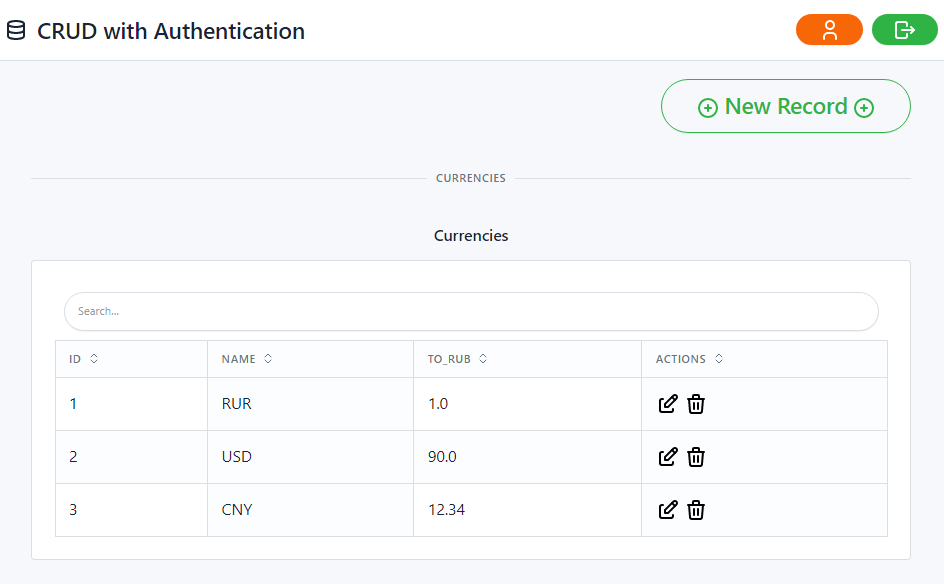 CRUD with Authentication
New Record
CURRENCIES
Currencies
Search...
ID NAME TO_RUB ACTIONS
1 RUR 1.0
2 USD 90.0
3 CNY 12.34